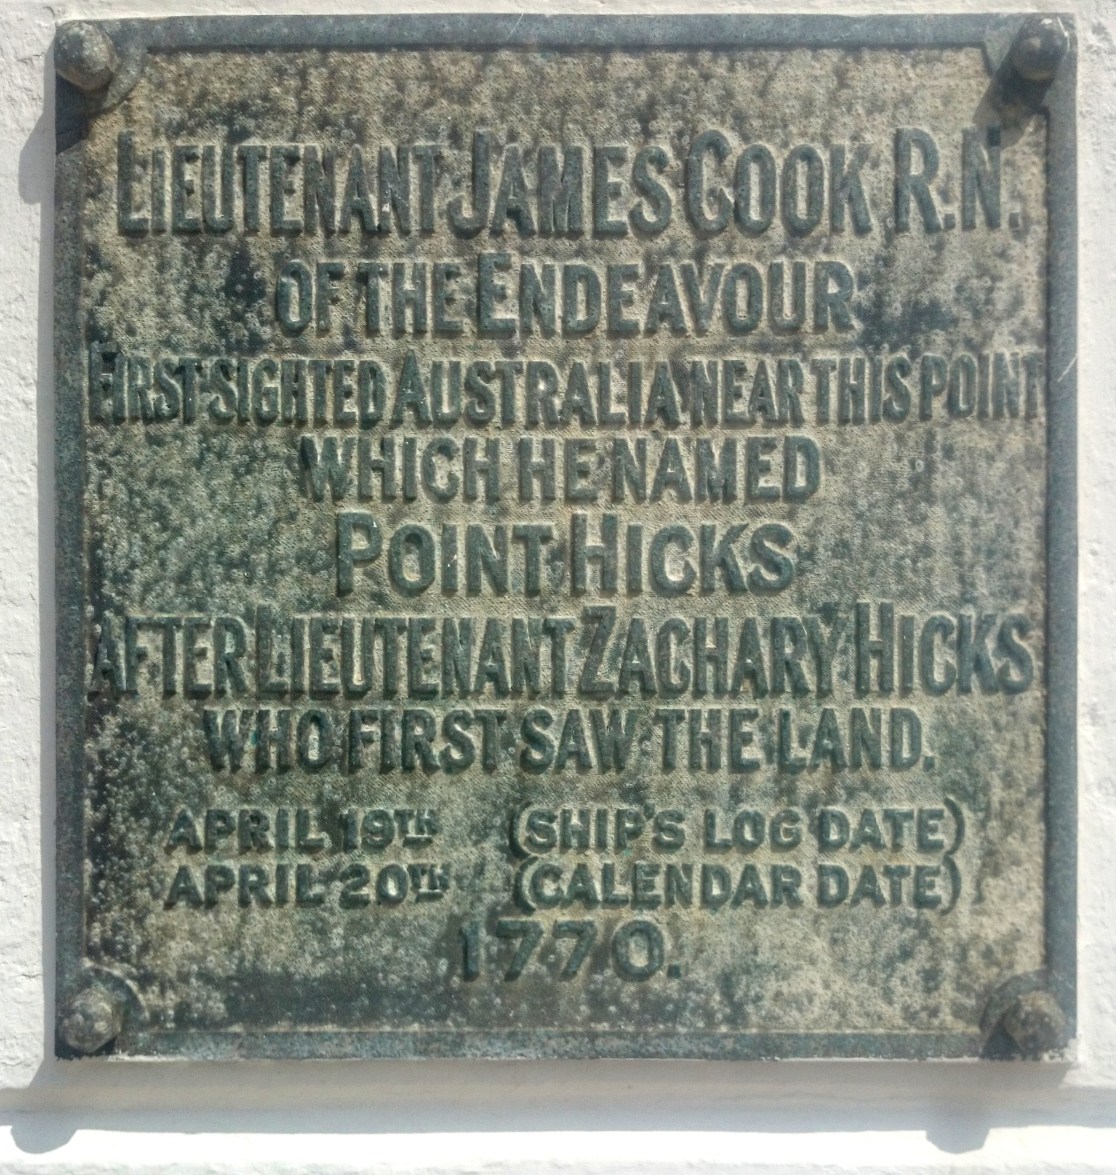 LIEUTENANT JAMES COOK R.N.
OF THE ENDEAVOUR
FIRST SIGHTED AUSTRALIA NEAR THIS POINT
WHICH HE NAMED
POINT HICKS
AFTER LIEUTENANT ZACHARY HICKS
WHO FIRST SAW THE LAND.
APRIL 19TH (SHIP'S LOG DATE)
APRIL 20TH (CALENDAR DATE)
1770.